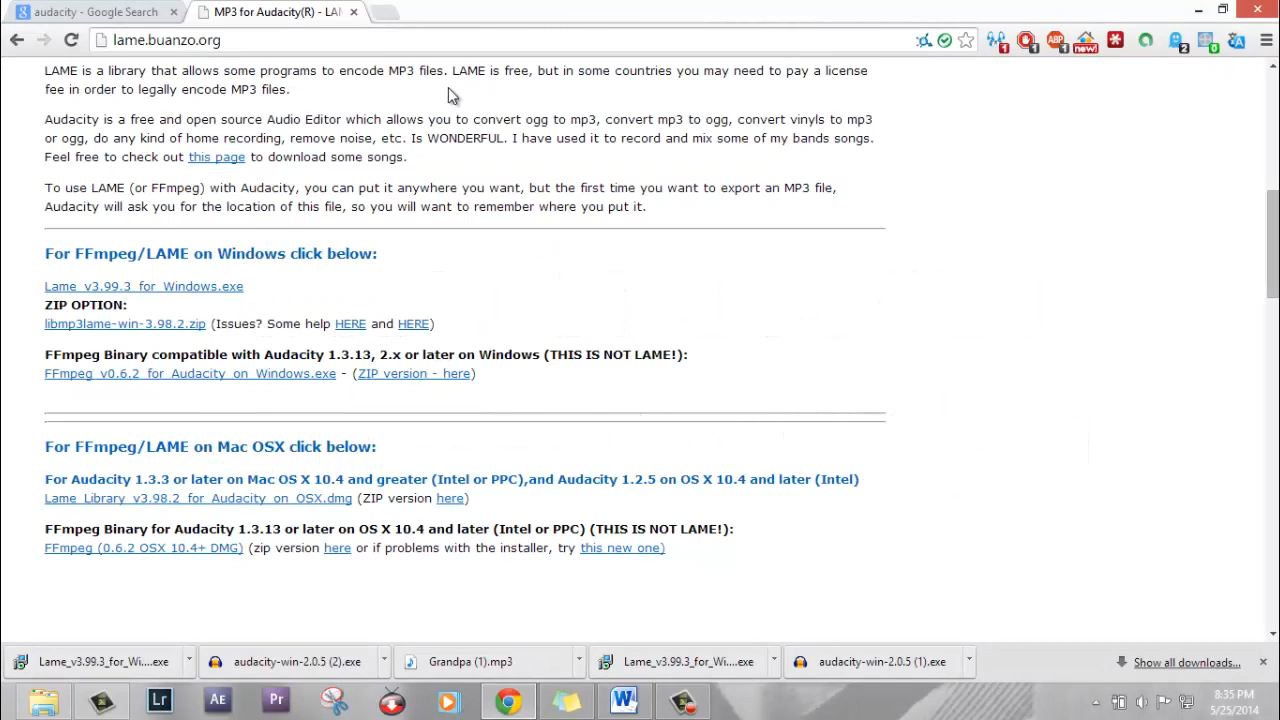 audacity - Google Search
MP3 for Audacity(R) - LAM
lame.buanzo.org
LAME is a library that allows some programs to encode MP3 files. LAME is free, but in some countries you may need to pay a license
fee in order to legally encode MP3 files.
Audacity is a free and open source Audio Editor which allows you to convert ogg to mp3, convert mp3 to ogg, convert vinyls to mp3
or ogg, do any kind of home recording, remove noise, etc. Is WONDERFUL. I have used it to record and mix some of my bands songs.
Feel free to check out this page to download some songs.
To use LAME (or FFmpeg) with Audacity, you can put it anywhere you want, but the first time you want to export an MP3 file,
Audacity will ask you for the location of this file, so you will want to remember where you put it.
For FFmpeg/LAME on Windows click below:
Lame_v3.99.3_for_Windows.exe
ZIP OPTION:
libmp3lame-win-3.98.2.zip (Issues? Some help HERE and HERE)
FFmpeg Binary compatible with Audacity 1.3.13, 2.x or later on Windows (THIS IS NOT LAME!):
FFmpeg_v0.6.2_for_Audacity_on_Windows.exe - (ZIP version - here)
For FFmpeg/LAME on Mac OSX click below:
For Audacity 1.3.3 or later on Mac OS X 10.4 and greater (Intel or PPC),and Audacity 1.2.5 on OS X 10.4 and later (Intel)
Lame_Library_v3.98.2_for_Audacity_on_OSX.dmg (ZIP version here)
FFmpeg Binary for Audacity 1.3.13 or later on OS X 10.4 and later (Intel or PPC) (THIS IS NOT LAME!):
FFmpeg (0.6.2 OSX 10.4+ DMG) (zip version here or if problems with the installer, try this new one)
Lame_v3.99.3_for_Wi....exe
audacity-win-2.0.5 (2).exe
Grandpa (1).mp3
Lame_v3.99.3_for_Wi....exe
audacity-win-2.0.5 (1).exe
Show all downloads...
Lr
Ae
Pr
W
8:35 PM
5/25/2014